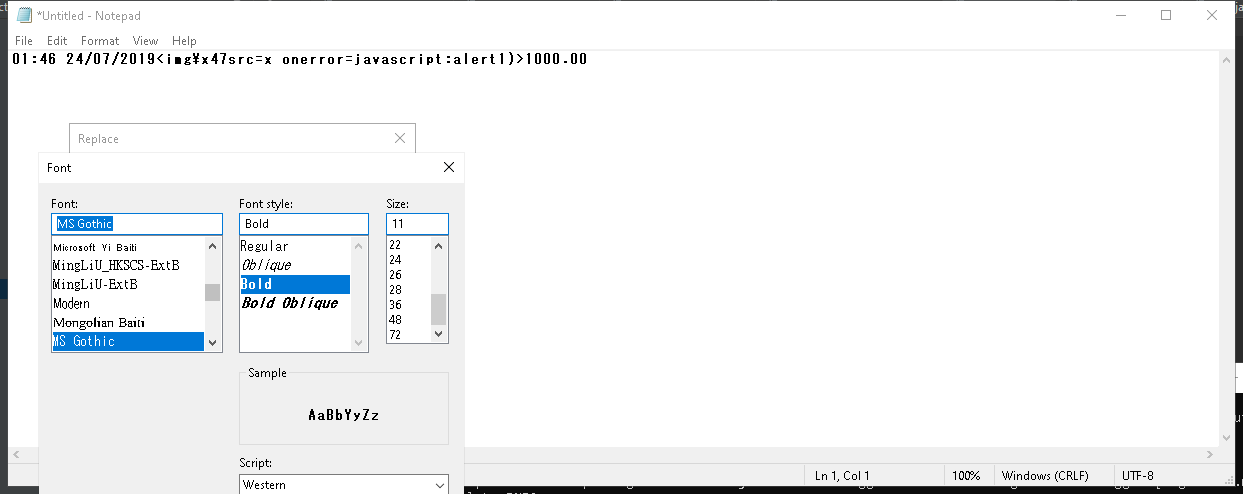 *Untitled - Notepad
File Edit Format View Help
01:46 24/07/2019<img¥x47src=x onerror=javascript:alert1)>1000.00
Replace
Font
Font: Font style: Size:
MS Gothic Bold 11
Microsoft Yi Baiti Regular 22
MingLiU_HKSCS-ExtB Oblique 24
MingLiU-ExtB Bold 26
Modern Bold Oblique 28
Mongolian Baiti 36
MS Gothic 48
72
Sample
AaBbYyZz
Script:
Western
Ln 1, Col 1 100% Windows (CRLF) UTF-8